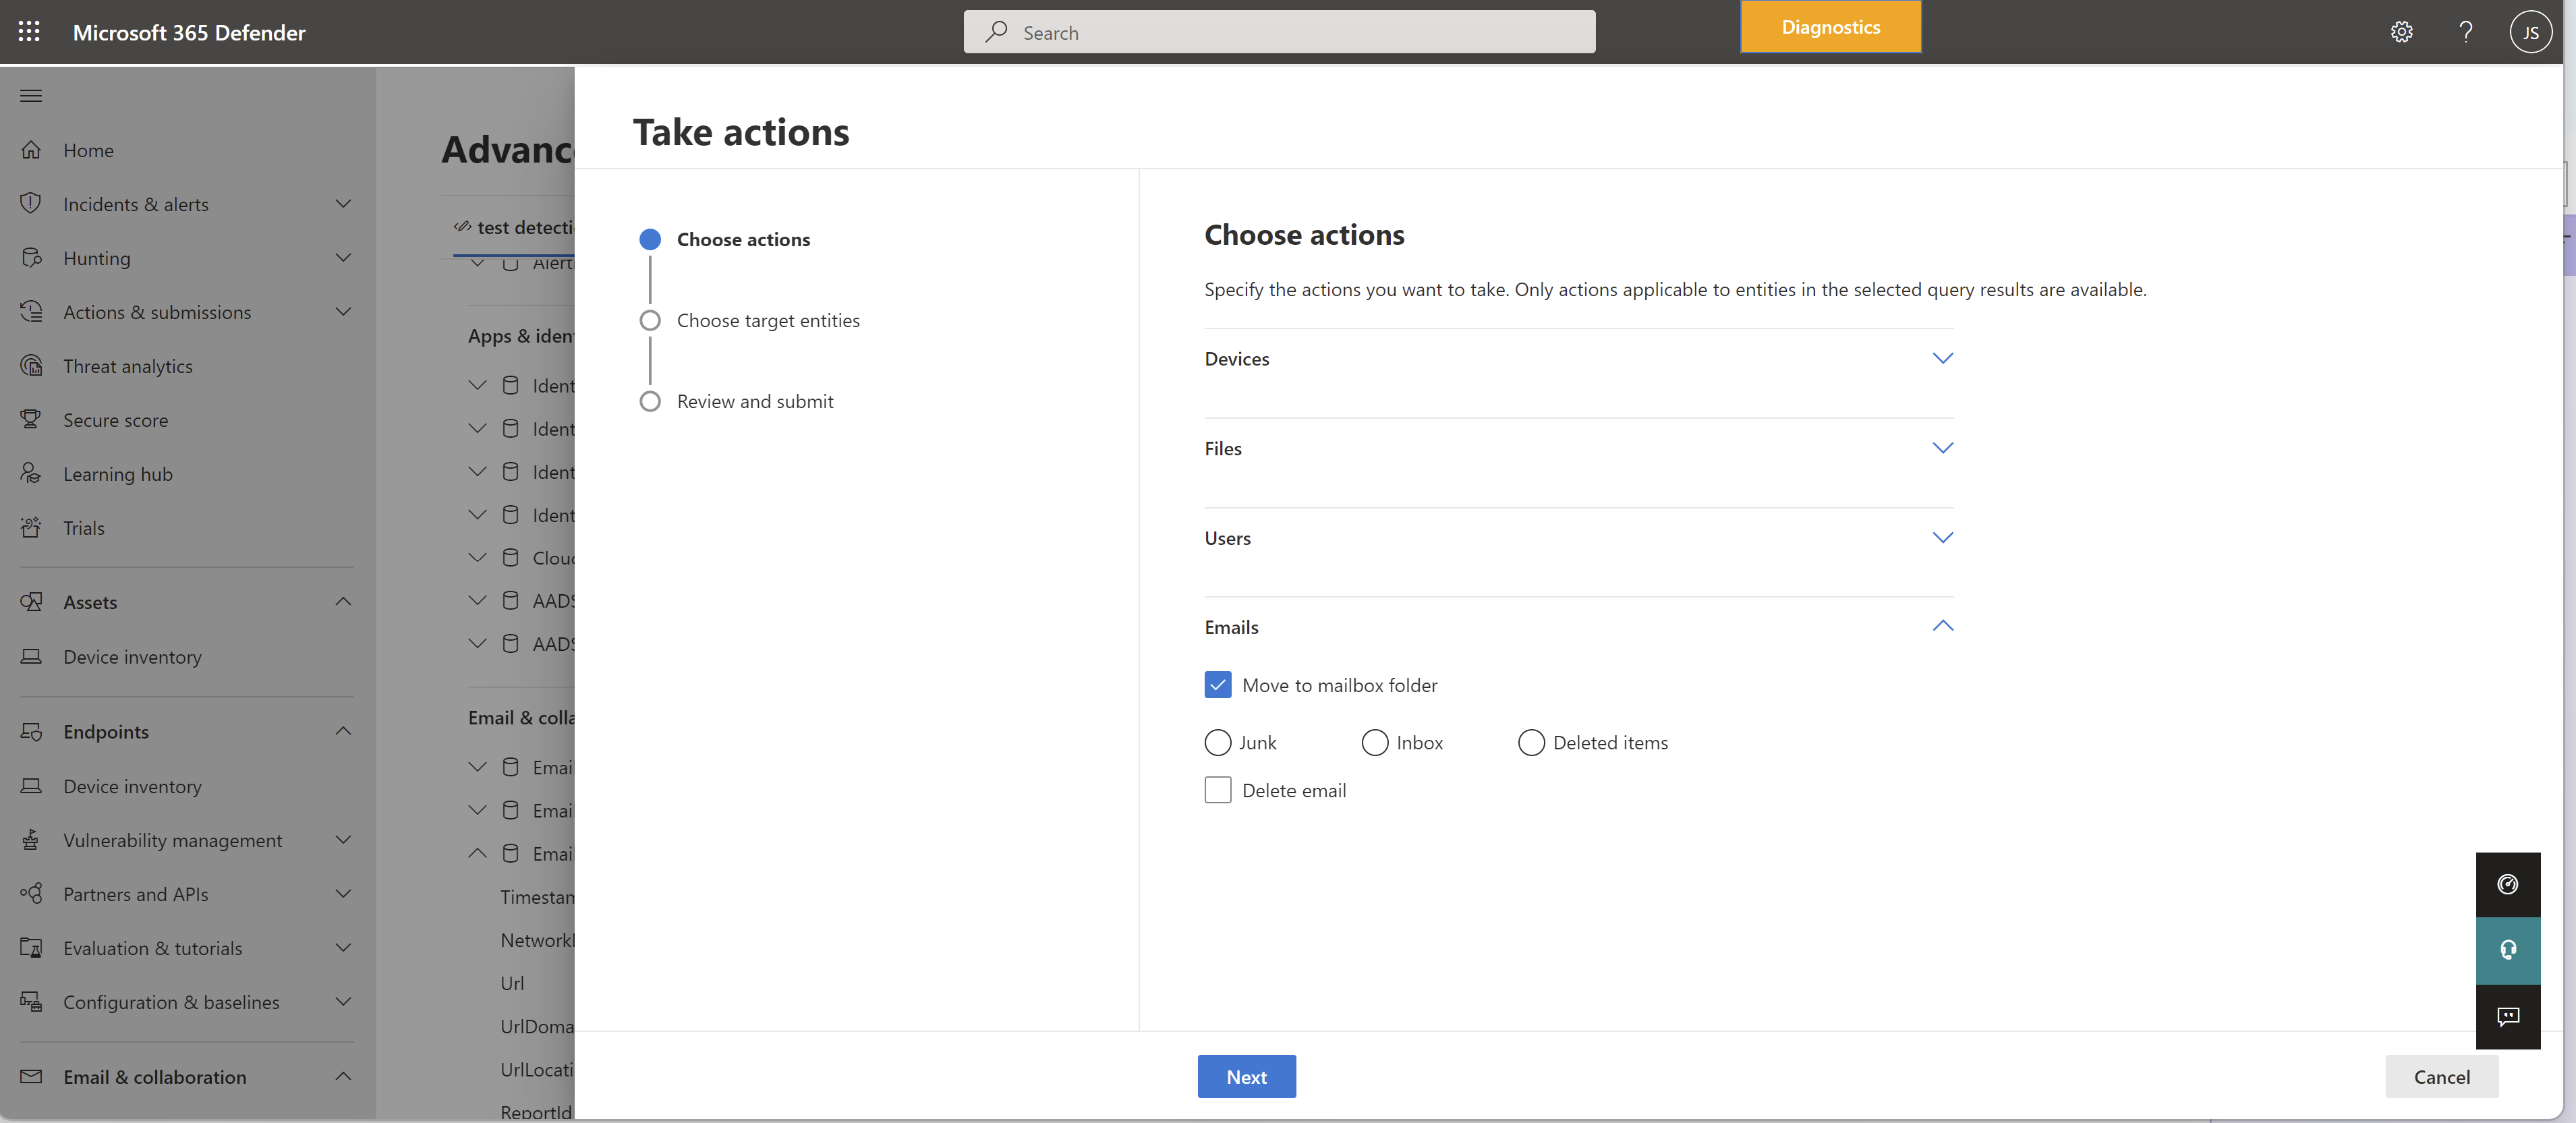 Microsoft 365 Defender
Search
Diagnostics
JS
Home
Incidents & alerts
Hunting
Actions & submissions
Threat analytics
Secure score
Learning hub
Trials
Assets
Device inventory
Endpoints
Device inventory
Vulnerability management
Partners and APIs
Evaluation & tutorials
Configuration & baselines
Email & collaboration
Advanc
test detecti
Alert
Apps & iden
Ident
Ident
Ident
Ident
Clou
AADS
AADS
Email & colla
Emai
Emai
Emai
Timestam
Network
Url
UrlDoma
UrlLocati
ReportId
Take actions
Choose actions
Choose target entities
Review and submit
Choose actions
Specify the actions you want to take. Only actions applicable to entities in the selected query results are available.
Devices
Files
Users
Emails
Move to mailbox folder
Junk Inbox Deleted items
Delete email
Next
Cancel